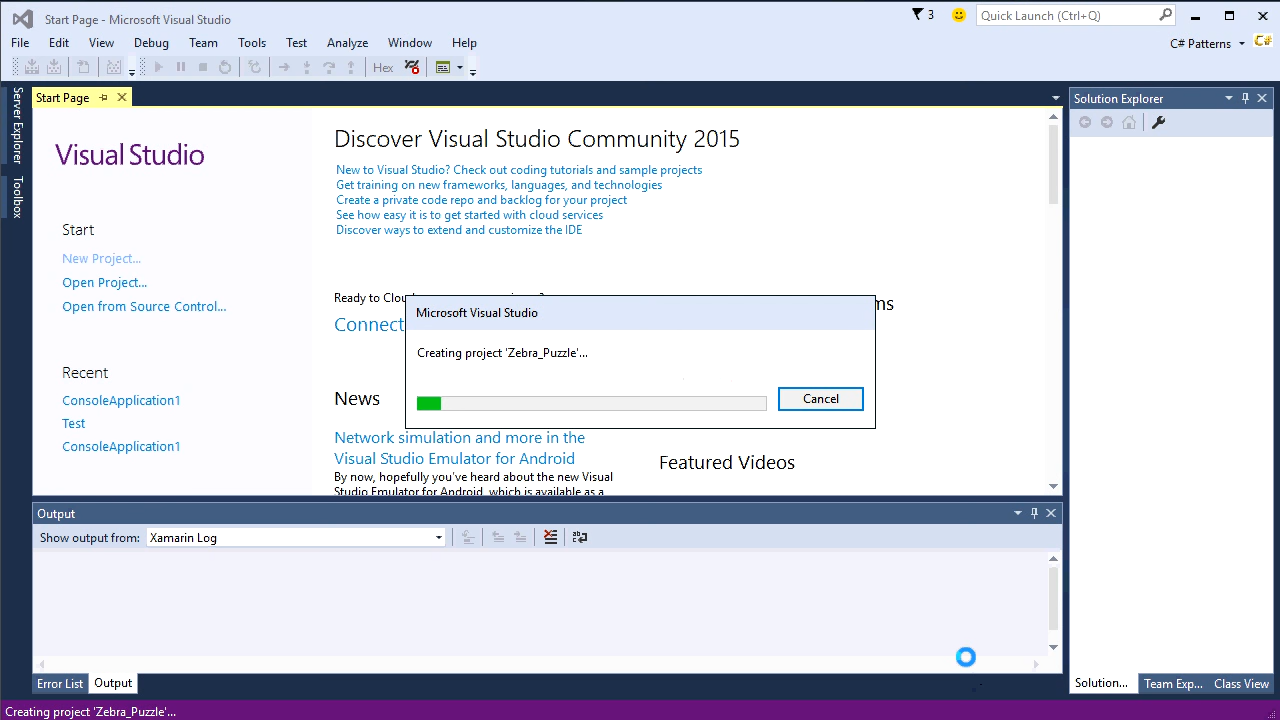 Start Page - Microsoft Visual Studio
3
Quick Launch (Ctrl+Q)
File Edit View Debug Team Tools Test Analyze Window Help
C# Patterns
C#
Hex
Server Explorer
Toolbox
Start Page
Visual Studio
Start
New Project...
Open Project...
Open from Source Control...
Recent
ConsoleApplication1
Test
ConsoleApplication1
Discover Visual Studio Community 2015
New to Visual Studio? Check out coding tutorials and sample projects
Get training on new frameworks, languages, and technologies
Create a private code repo and backlog for your project
See how easy it is to get started with cloud services
Discover ways to extend and customize the IDE
Ready to Clou
ms
Connect
News
Network simulation and more in the
Visual Studio Emulator for Android
By now, hopefully you've heard about the new Visual
Studio Emulator for Android, which is available as a
Featured Videos
Microsoft Visual Studio
Creating project 'Zebra_Puzzle'...
Cancel
Solution Explorer
Output
Show output from: Xamarin Log
Error List Output
Solution... Team Exp... Class View
Creating project 'Zebra_Puzzle'...